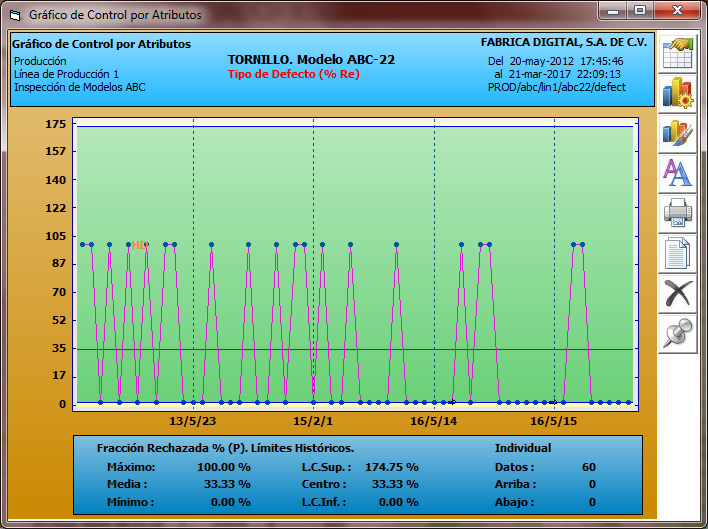 Gráfico de Control por Atributos
Gráfico de Control por Atributos
Producción
Línea de Producción 1
Inspección de Modelos ABC
TORNILLO. Modelo ABC-22
Tipo de Defecto (% Re)
FABRICA DIGITAL, S.A. DE C.V.
Del 20-may-2012 17:45:46
al 21-mar-2017 22:09:13
PROD/abc/lin1/abc22/defect
175
157
140
122
105
87
70
52
35
17
0
13/5/23
15/2/1
16/5/14
16/5/15
Fracción Rechazada % (P). Límites Históricos.
Máximo: 100.00 %
Media : 33.33 %
Mínimo : 0.00 %
L.C.Sup.: 174.75 %
Centro : 33.33 %
L.C.Inf. : 0.00 %
Individual
Datos : 60
Arriba : 0
Abajo : 0